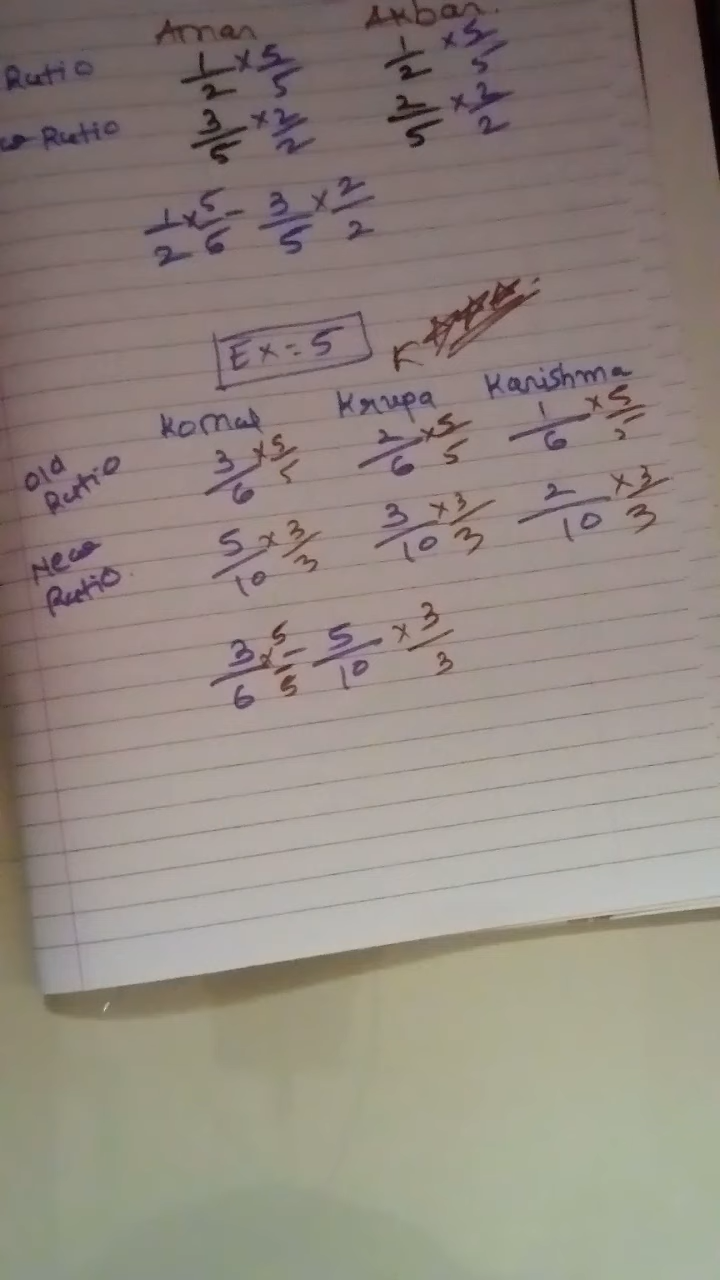 Aman Akbar
Ratio 1/2 × 5/5 1/2 × 5/5
Ratio 3/5 × 2/2 2/5 × 2/2
1/2 × 5/5 - 3/5 × 2/2
Ex = 5
Komal Krupa Karishma
Old Ratio 3/6 × 5/5 2/6 × 5/5 1/6 × 5/5
New Ratio 5/10 × 3/3 3/10 × 3/3 2/10 × 3/3
3/6 × 5/5 - 5/10 × 3/3